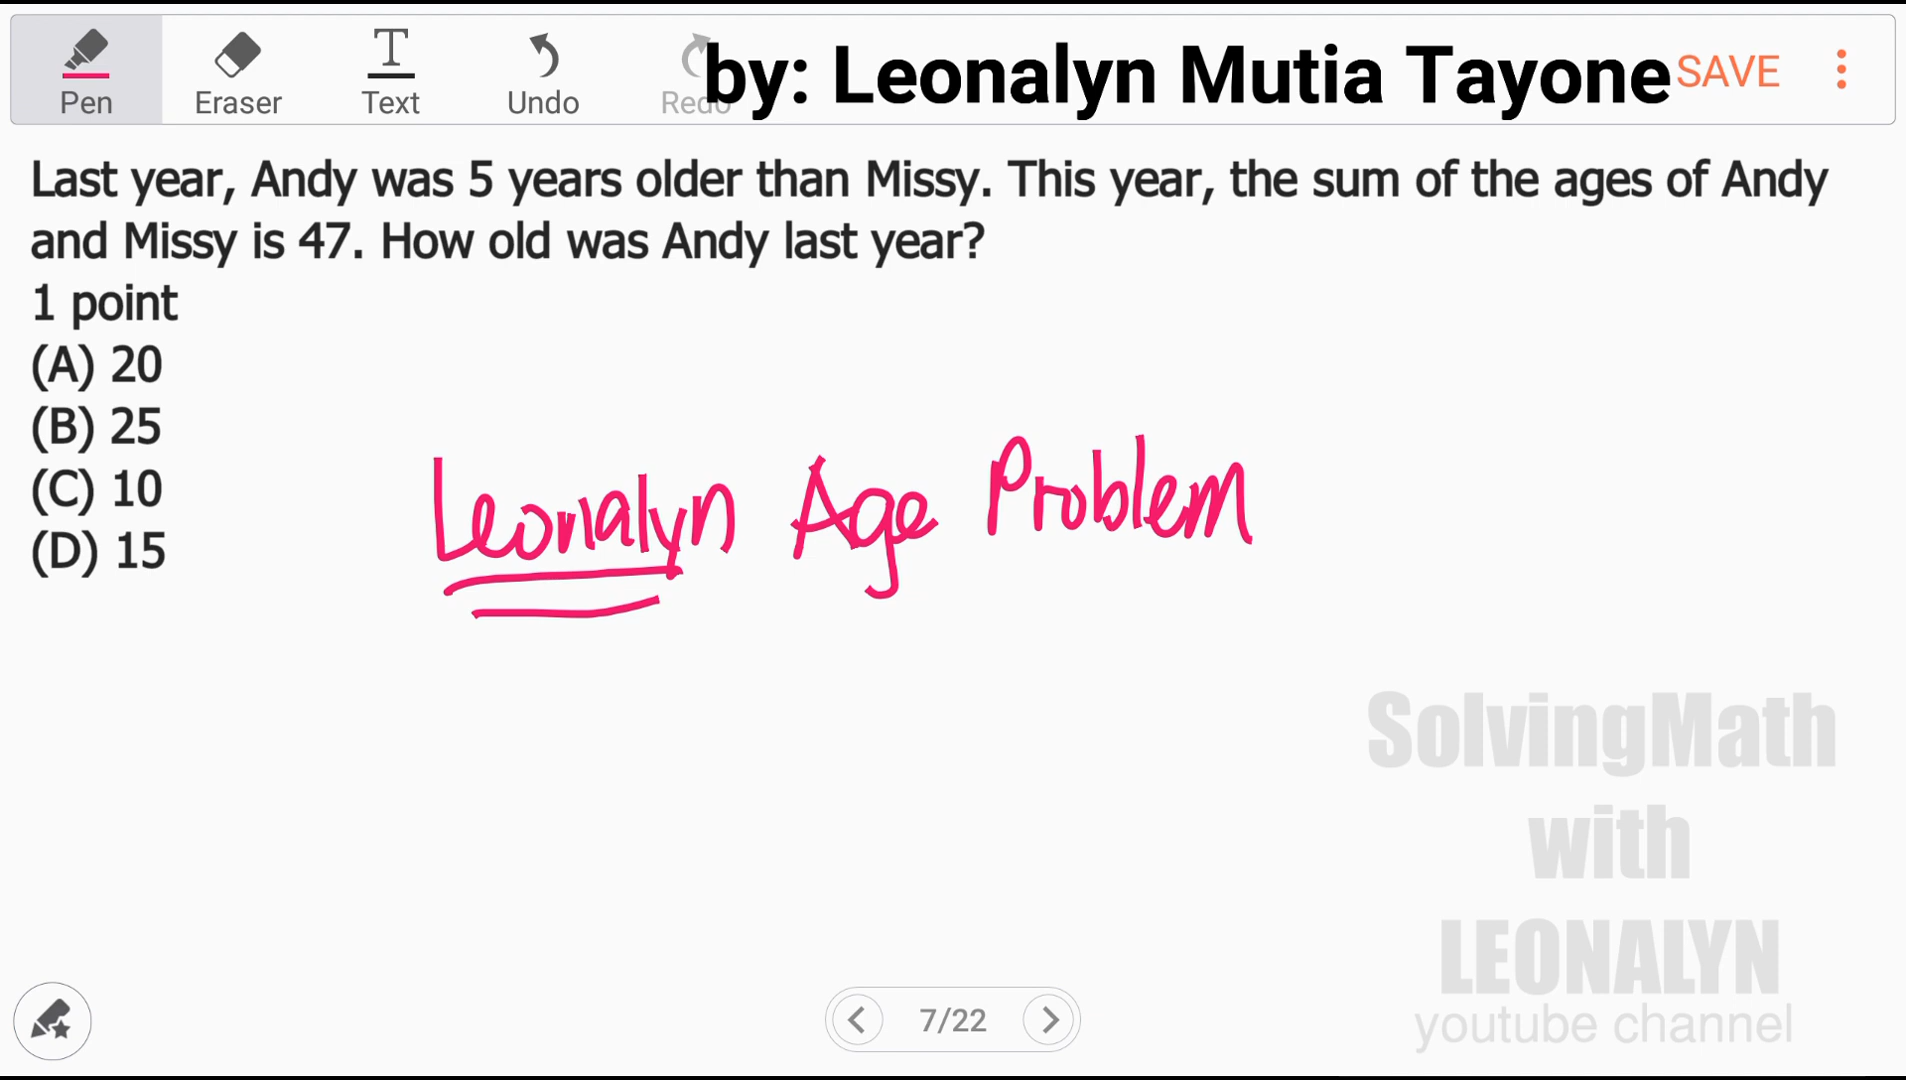 Pen
Eraser
Text
Undo
Redo
by: Leonalyn Mutia Tayone
SAVE
Last year, Andy was 5 years older than Missy. This year, the sum of the ages of Andy
and Missy is 47. How old was Andy last year?
1 point
(A) 20
(B) 25
(C) 10
(D) 15
Leonalyn Age Problem
SolvingMath
with
LEONALYN
youtube channel
7/22